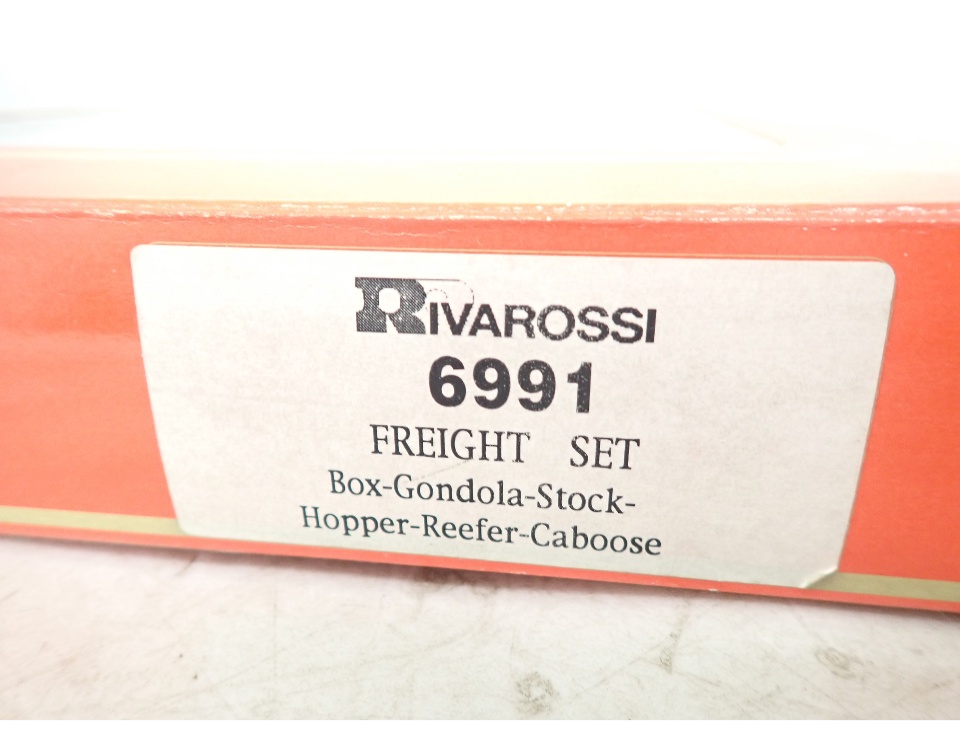 RIVAROSSI
6991
FREIGHT SET
Box-Gondola-Stock-
Hopper-Reefer-Caboose